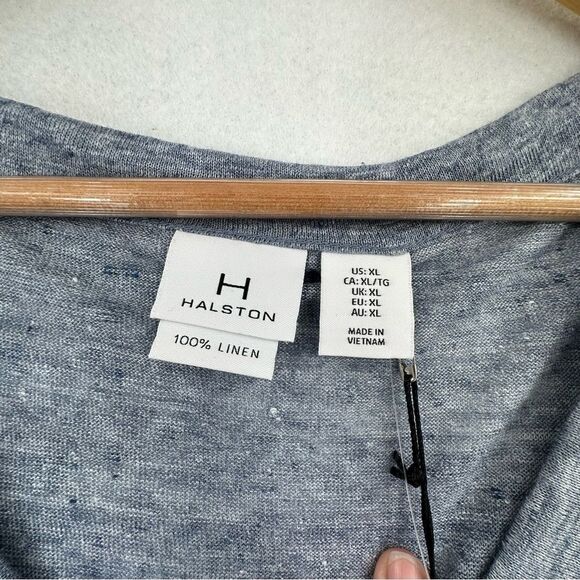 H
HALSTON
100% LINEN
US: XL
CA: XL/TG
UK: XL
EU: XL
AU: XL
MADE IN
VIETNAM